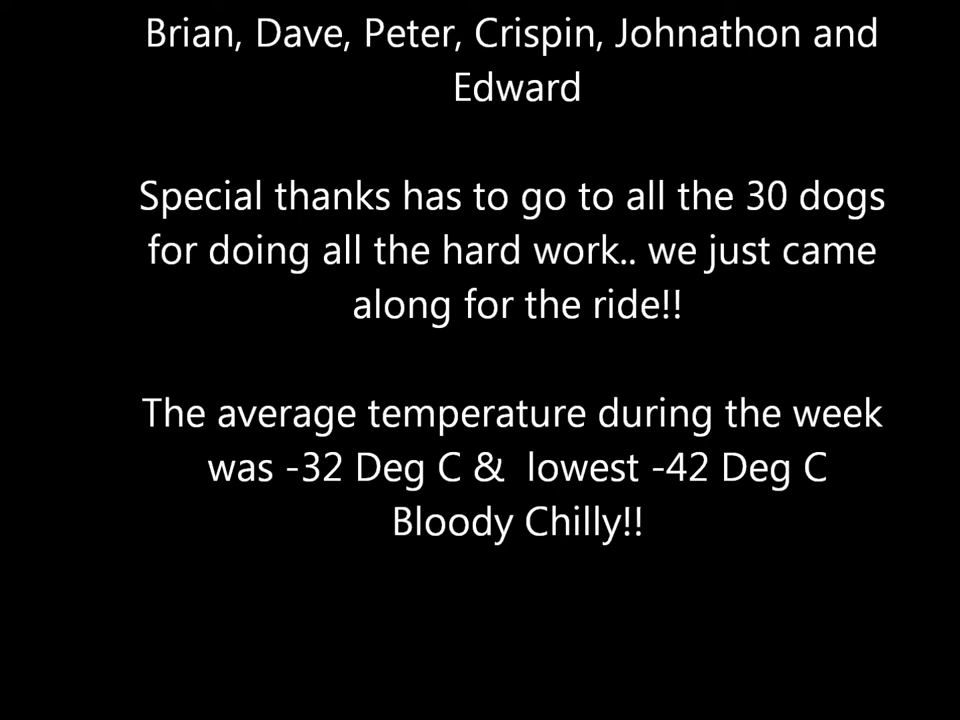 Brian, Dave, Peter, Crispin, Johnathon and
Edward
Special thanks has to go to all the 30 dogs
for doing all the hard work.. we just came
along for the ride!!
The average temperature during the week
was -32 Deg C &  lowest -42 Deg C
Bloody Chilly!!